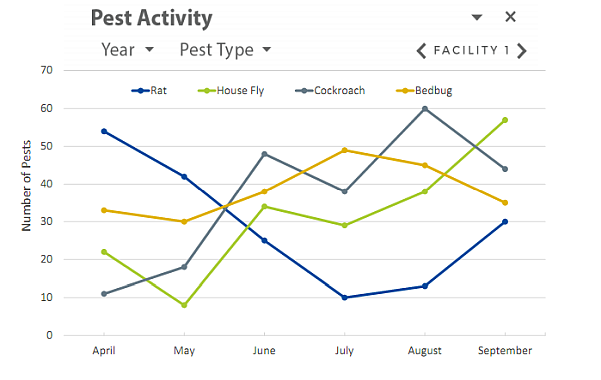 Pest Activity
Year Pest Type FACILITY 1
70
Rat House Fly Cockroach Bedbug
60
50
40
30
20
10
0
Number of Pests
April May June July August September